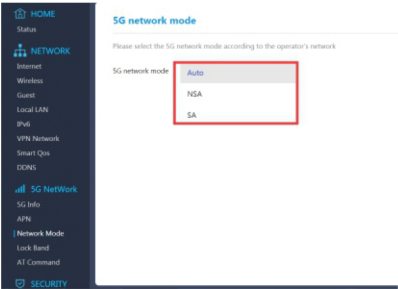 HOME
Status
NETWORK
Internet
Wireless
Guest
Local LAN
IPv6
VPN Network
Smart Qos
DDNS
5G NetWork
5G Info
APN
Network Mode
Lock Band
AT Command
SECURITY
5G network mode
Please select the 5G network mode according to the operator's network
5G network mode
Auto
NSA
SA